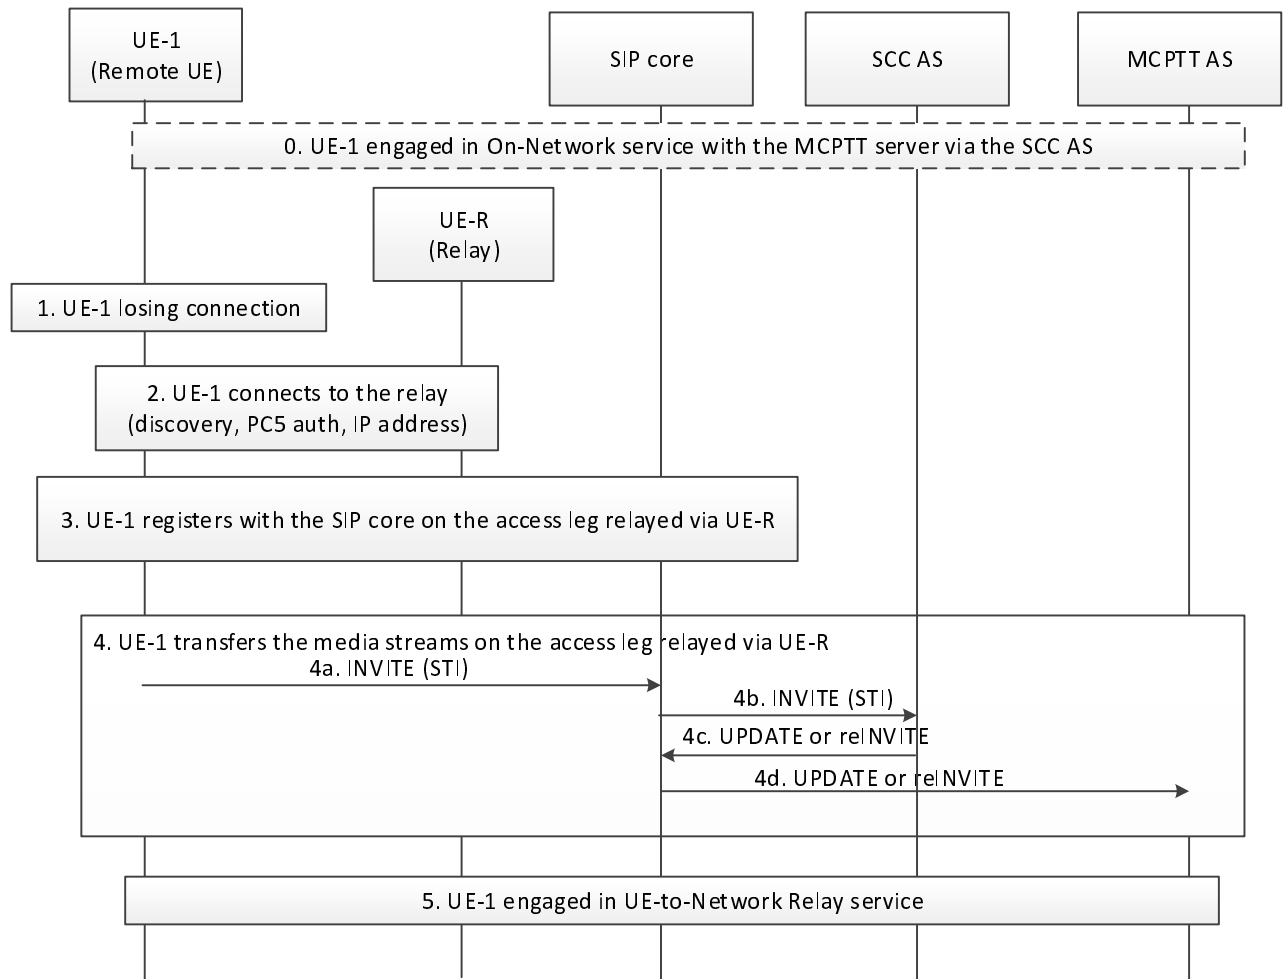 UE-1
(Remote UE)
SIP core
SCC AS
MCPTT AS
0. UE-1 engaged in On-Network service with the MCPTT server via the SCC AS
UE-R
(Relay)
1. UE-1 losing connection
2. UE-1 connects to the relay
(discovery, PC5 auth, IP address)
3. UE-1 registers with the SIP core on the access leg relayed via UE-R
4. UE-1 transfers the media streams on the access leg relayed via UE-R
4a. INVITE (STI)
4b. INVITE (STI)
4c. UPDATE or reINVITE
4d. UPDATE or reINVITE
5. UE-1 engaged in UE-to-Network Relay service